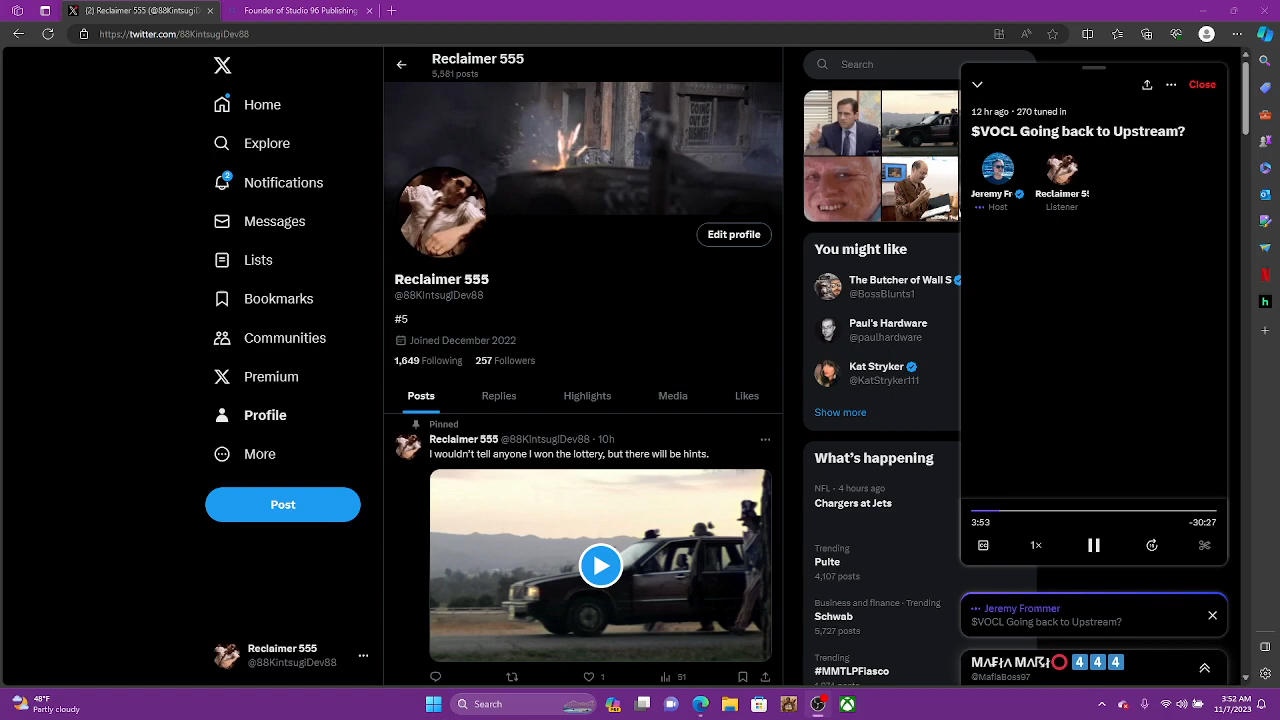 (2) Reclaimer 555 (@88KintsugiD
Founder of Studio 96 Publishing
https://twitter.com/88KintsugiDev88
Home
Explore
2
Notifications
Messages
Lists
Bookmarks
Communities
Premium
Profile
More
Post
Reclaimer 555
@88KIntsugIDev88
Reclaimer 555
5,581 posts
Edit profile
Reclaimer 555
@88KIntsugIDev88
#5
Joined December 2022
1,649 Following 257 Followers
Posts Replies Highlights Media Likes
Pinned
Reclaimer 555 @88KIntsugIDev88 · 10h
I wouldn't tell anyone I won the lottery, but there will be hints.
1
51
Search
You might like
The Butcher of Wall S
@BossBlunts1
Paul's Hardware
@paulhardware
Kat Stryker
@KatStryker111
Show more
What's happening
NFL · 4 hours ago
Chargers at Jets
Trending
Pulte
4,107 posts
Business and finance · Trending
Schwab
5,727 posts
Trending
#MMTLPFiasco
Close
12 hr ago · 270 tuned in
$VOCL Going back to Upstream?
Jeremy Fr
Host
Reclaimer 5
Listener
3:53
-30:27
1×
15
Jeremy Frommer
$VOCL Going back to Upstream?
4 4 4
@MafiaBoss97
48°F
Partly cloudy
Search
3:52 AM
11/7/2023